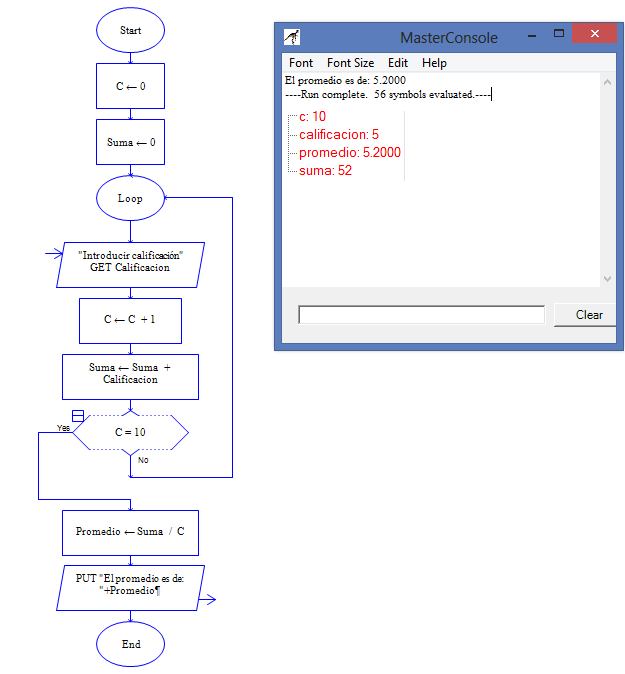 Start
C ← 0
Suma ← 0
Loop
"Introducir calificación"
GET Calificacion
C ← C + 1
Suma ← Suma +
Calificacion
Yes
C = 10
No
Promedio ← Suma / C
PUT "El promedio es de:
"+Promedio¶
End
MasterConsole
Font Font Size Edit Help
El promedio es de: 5.2000
----Run complete. 56 symbols evaluated.----
c: 10
calificacion: 5
promedio: 5.2000
suma: 52
Clear